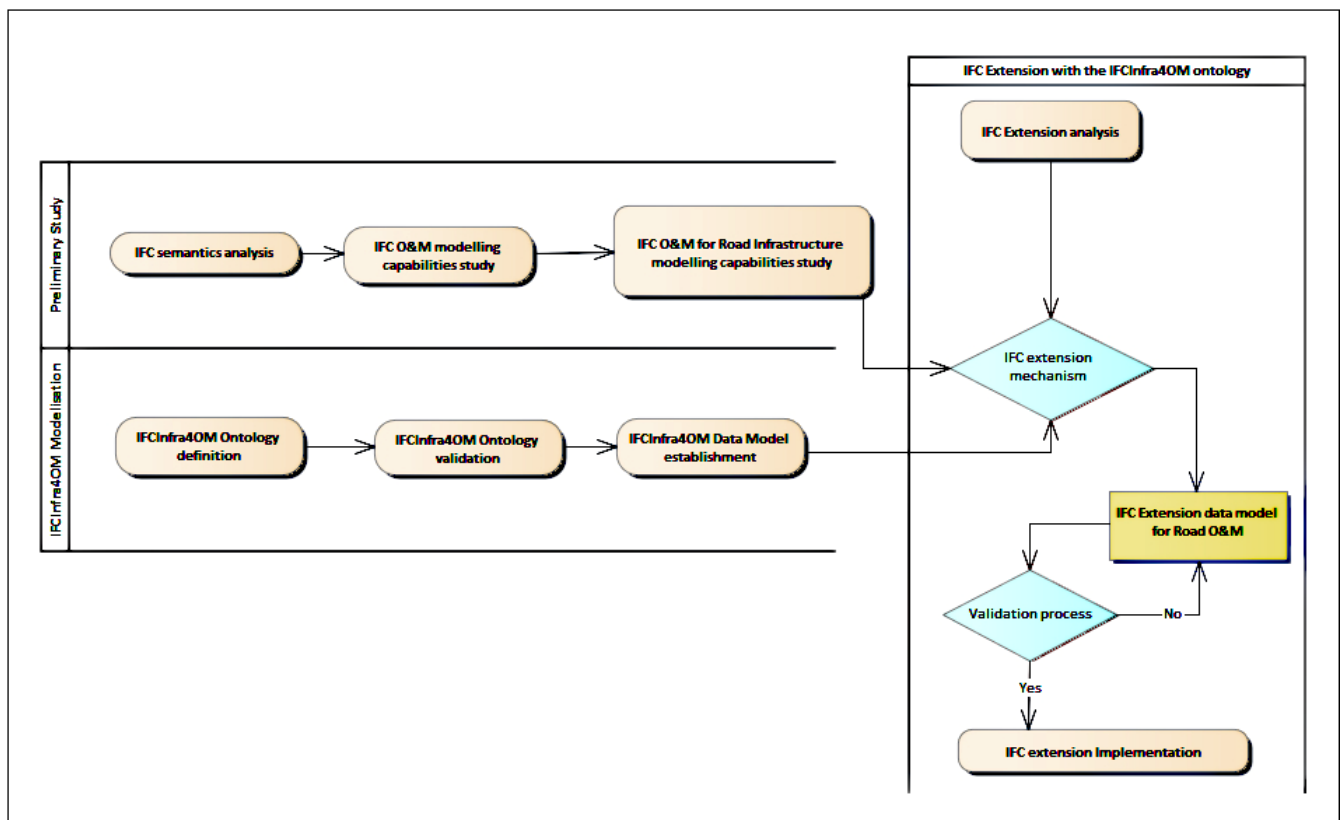 IFC Extension with the IFCInfra4OM ontology
IFC Extension analysis
Preliminary Study
IFC semantics analysis
IFC O&M modelling
capabilities study
IFC O&M for Road Infrastructure
modelling capabilities study
IFC extension
mechanism
IFCInfra4OM Modelisation
IFCInfra4OM Ontology
definition
IFCInfra4OM Ontology
validation
IFCInfra4OM Data Model
establishment
IFC Extension data model
for Road O&M
Validation process
No
Yes
IFC extension Implementation